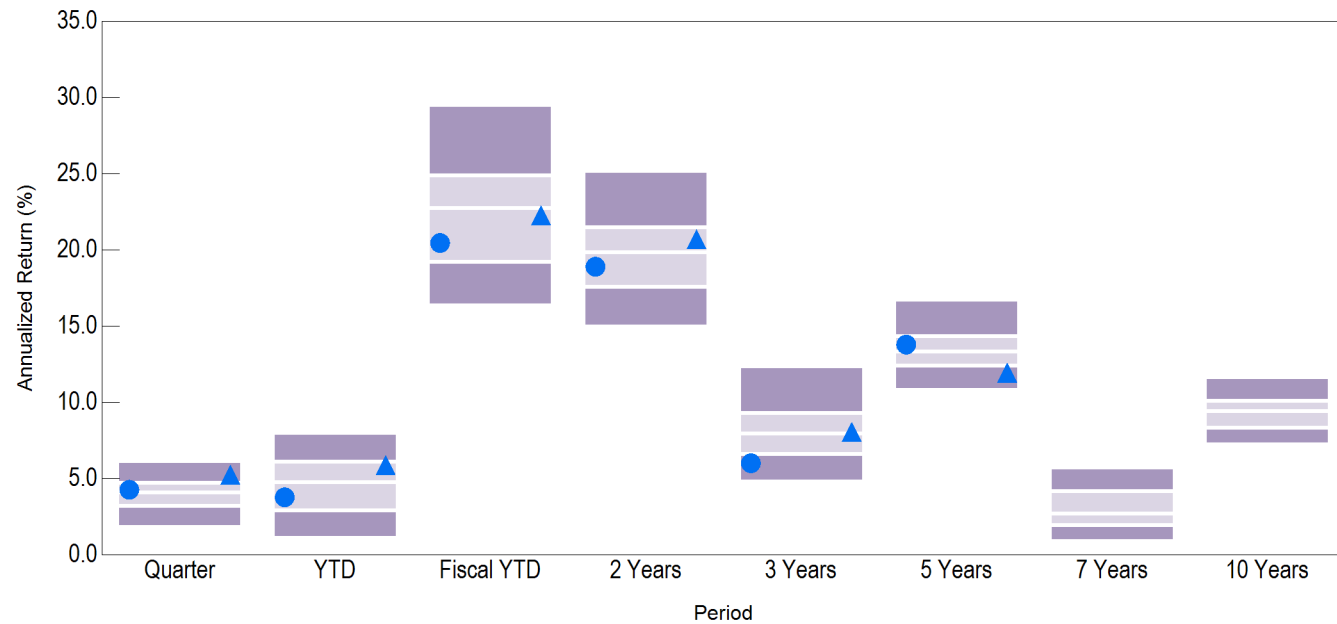 35.0
30.0
25.0
20.0
15.0
10.0
5.0
0.0
Annualized Return (%)
Quarter YTD Fiscal YTD 2 Years 3 Years 5 Years 7 Years 10 Years
Period